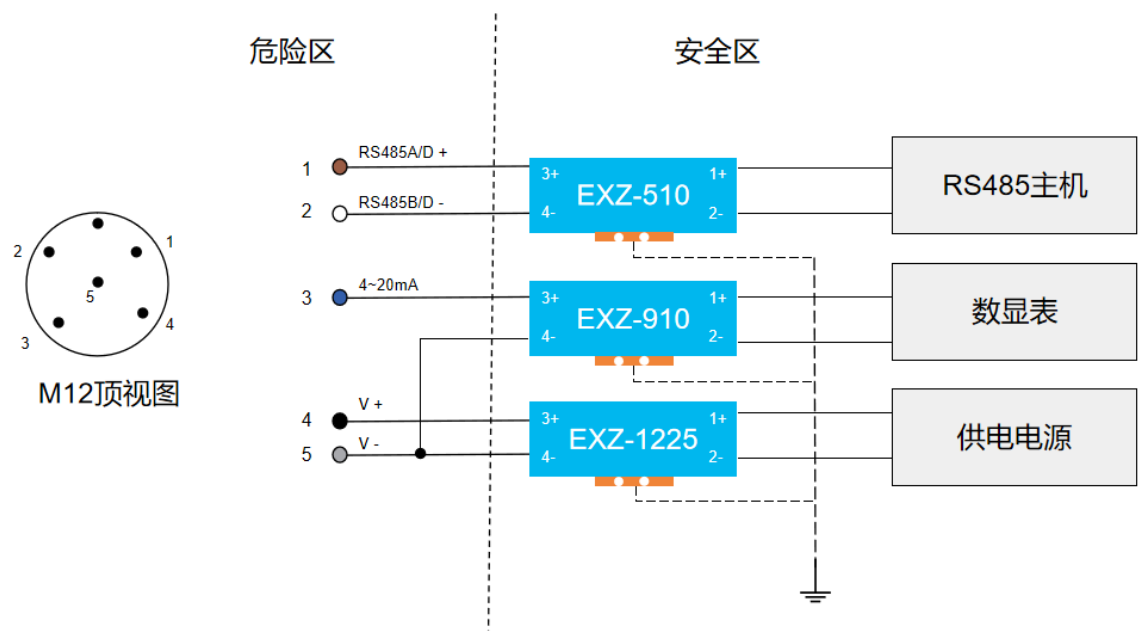 危险区
安全区
1 RS485A/D +
2 RS485B/D -
3+ 1+
EXZ-510
4- 2-
RS485主机
3 4~20mA
3+ 1+
EXZ-910
4- 2-
数显表
4 V +
5 V -
3+ 1+
EXZ-1225
4- 2-
供电电源
2 1
5
3 4
M12顶视图